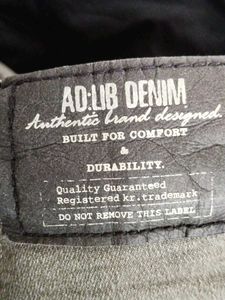 AD:LIB DENIM
Authentic brand designed.
BUILT FOR COMFORT
&
DURABILITY.
Quality Guaranteed
Registered kr.trademark
DO NOT REMOVE THIS LABEL